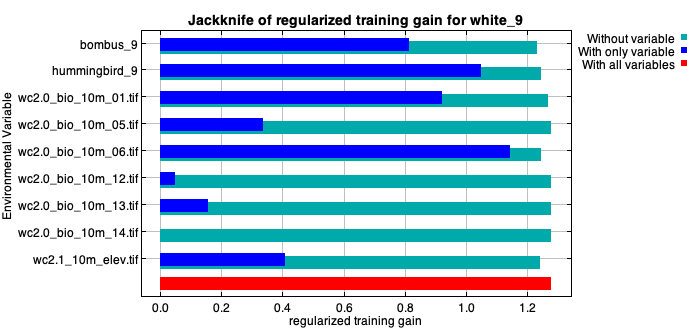 Jackknife of regularized training gain for white_9
Without variable
With only variable
With all variables
Environmental Variable
bombus_9
hummingbird_9
wc2.0_bio_10m_01.tif
wc2.0_bio_10m_05.tif
wc2.0_bio_10m_06.tif
wc2.0_bio_10m_12.tif
wc2.0_bio_10m_13.tif
wc2.0_bio_10m_14.tif
wc2.1_10m_elev.tif
0.0 0.2 0.4 0.6 0.8 1.0 1.2
regularized training gain